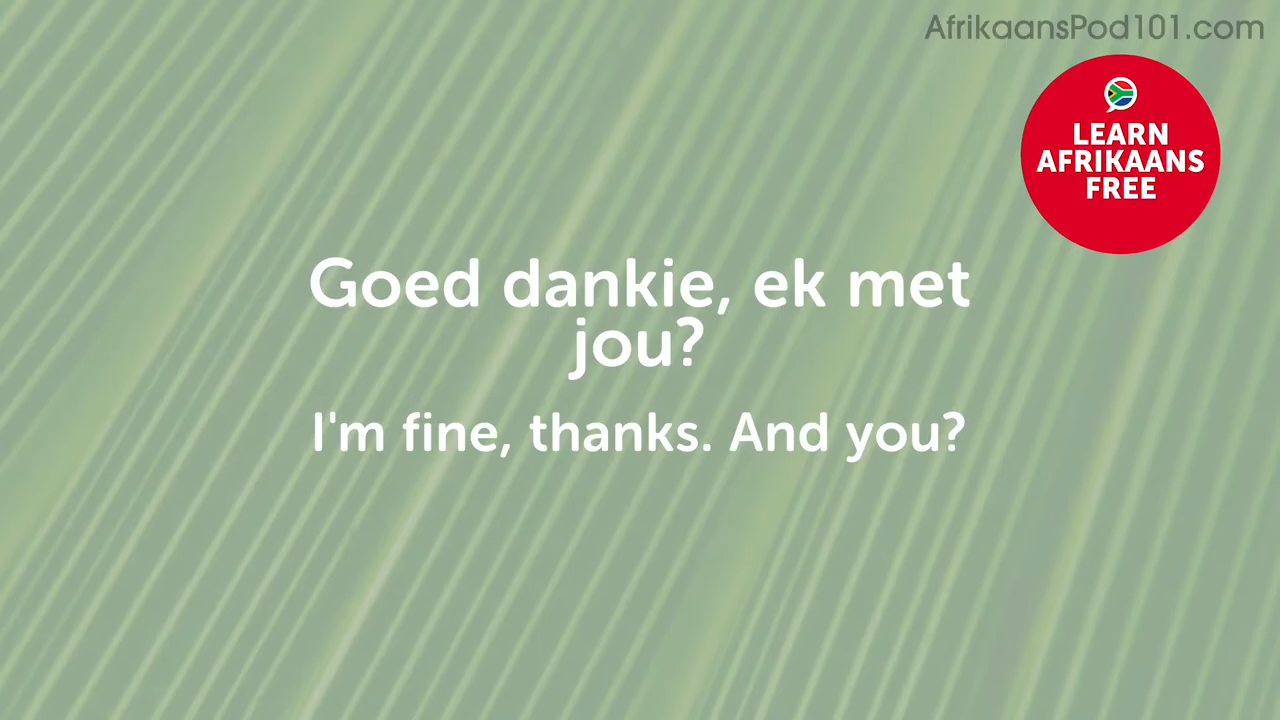 AfrikaansPod101.com
LEARN
AFRIKAANS
FREE
Goed dankie, ek met
jou?
I'm fine, thanks. And you?